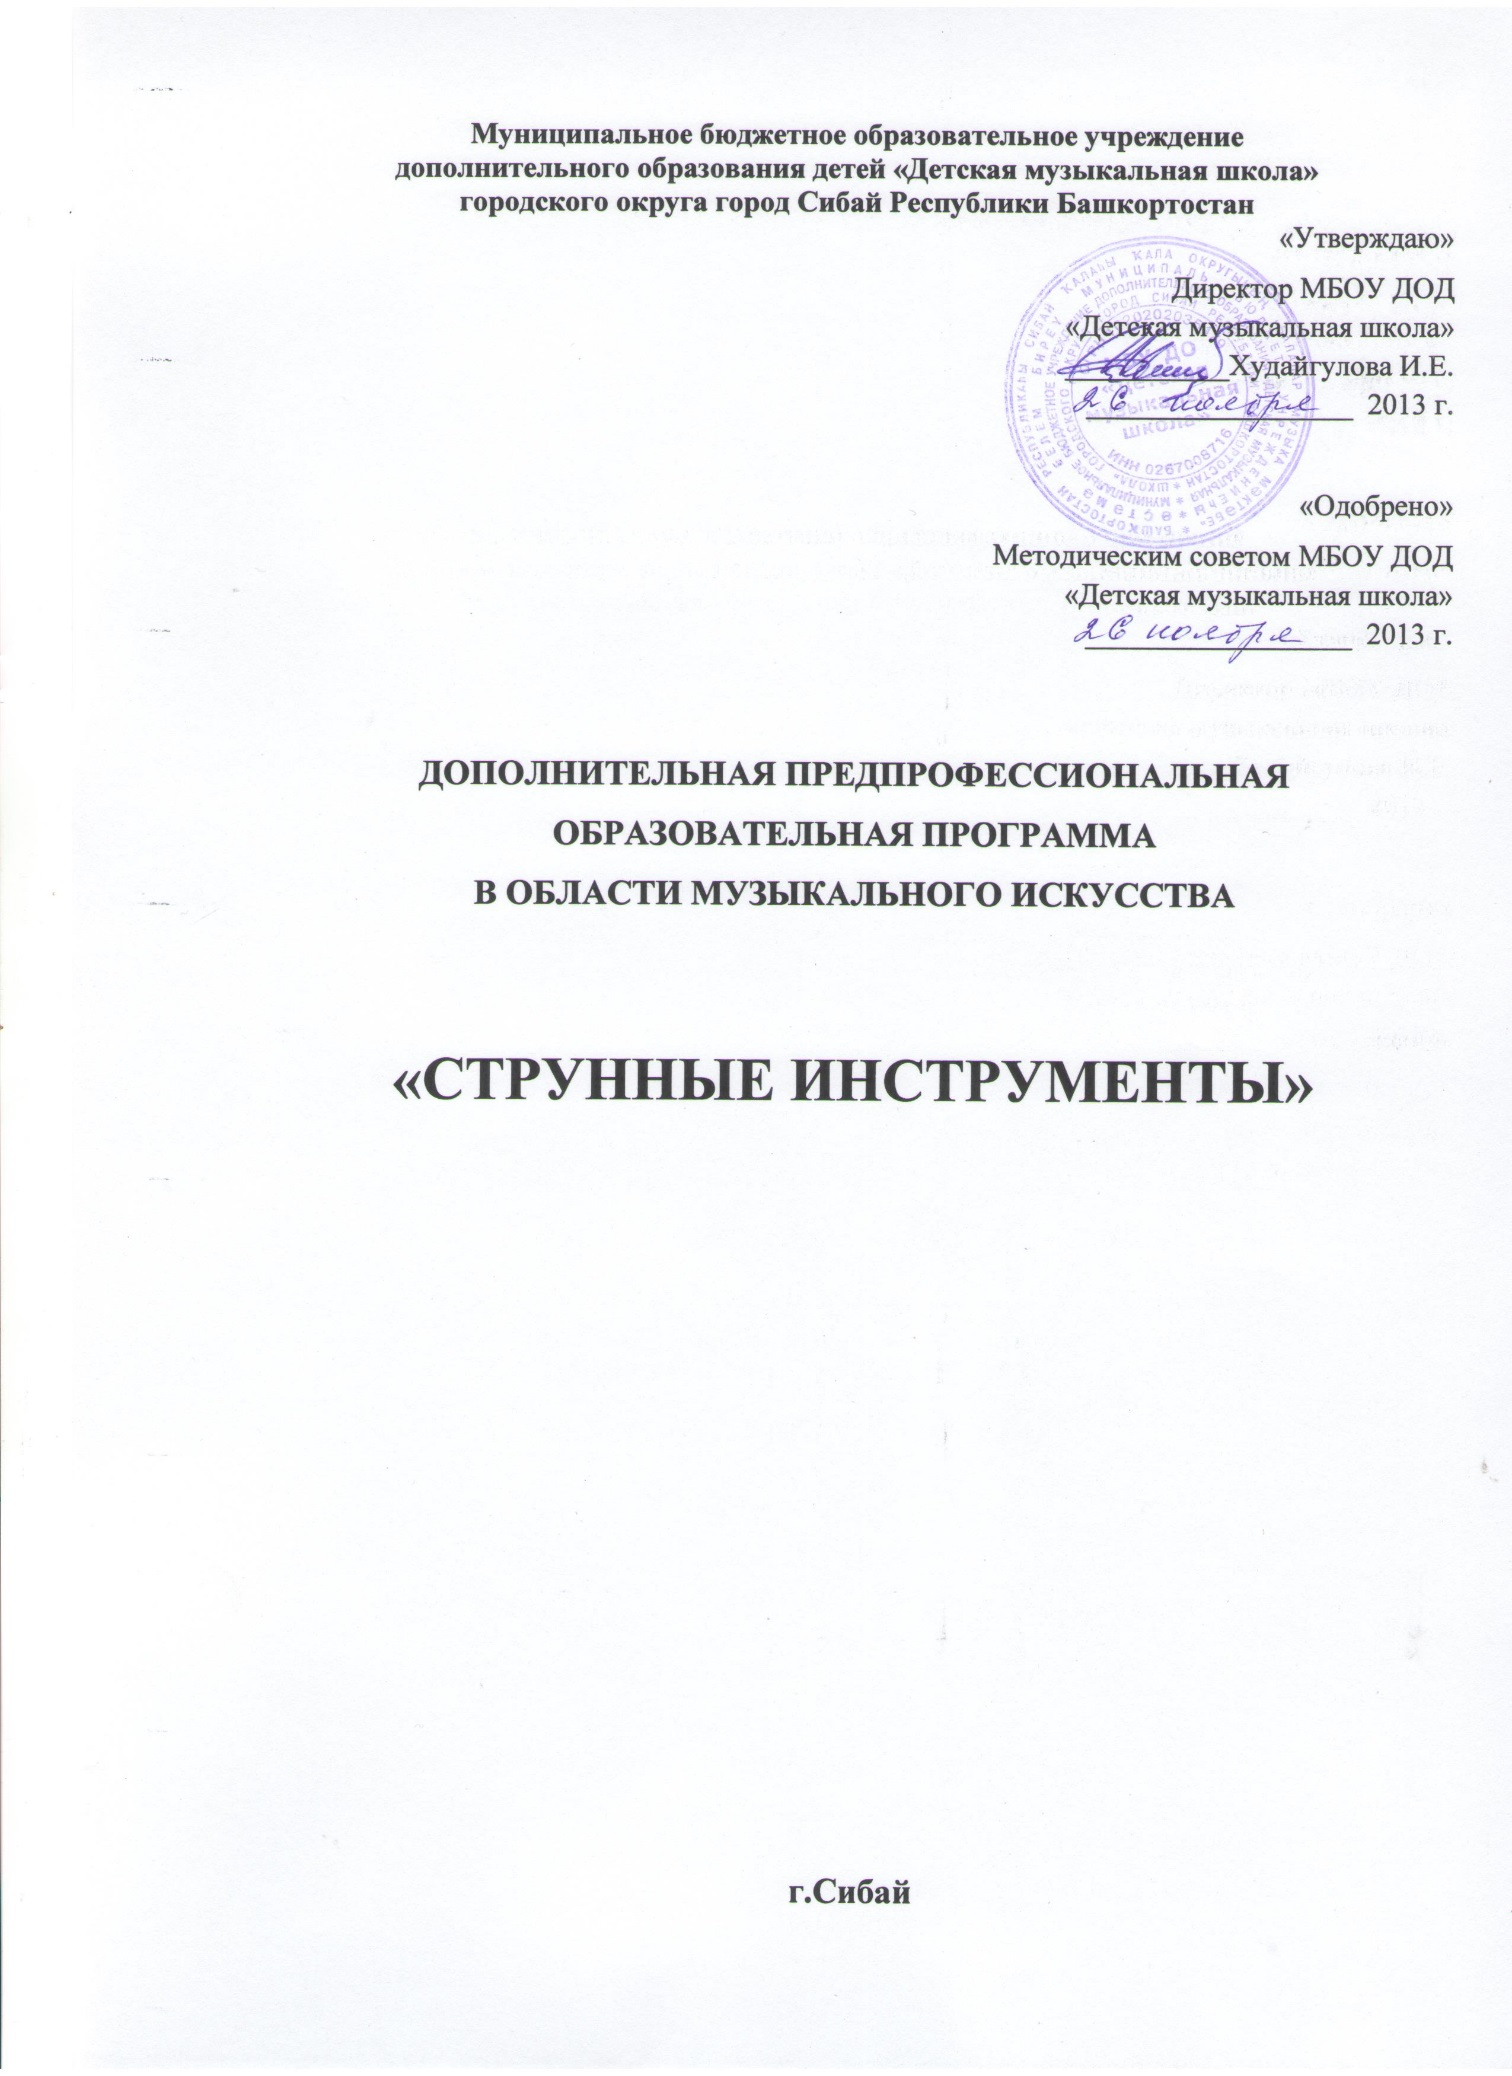 Муниципальное бюджетное образовательное учреждение
дополнительного образования детей «Детская музыкальная школа»
городского округа город Сибай Республики Башкортостан
«Утверждаю»
Директор МБОУ ДОД
«Детская музыкальная школа»
Худайгулова И.Е.
26 ноября 2013 г.
ИНН 0267008716
«Одобрено»
Методическим советом МБОУ ДОД
«Детская музыкальная школа»
26 ноября 2013 г.
ДОПОЛНИТЕЛЬНАЯ ПРЕДПРОФЕССИОНАЛЬНАЯ
ОБРАЗОВАТЕЛЬНАЯ ПРОГРАММА
В ОБЛАСТИ МУЗЫКАЛЬНОГО ИСКУССТВА
«СТРУННЫЕ ИНСТРУМЕНТЫ»
г.Сибай